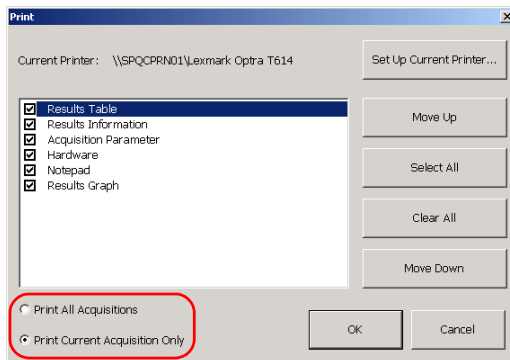 Print
Current Printer: \\SPQCPRN01\Lexmark Optra T614
Set Up Current Printer...
Results Table
Results Information
Acquisition Parameter
Hardware
Notepad
Results Graph
Move Up
Select All
Clear All
Move Down
Print All Acquisitions
Print Current Acquisition Only
OK
Cancel